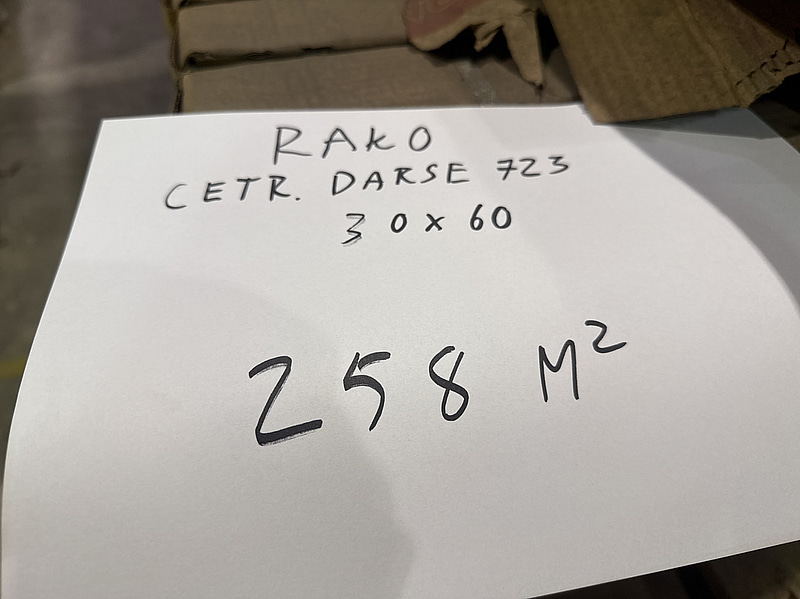 RAKO
CETR. DARSE 723
30 x 60
258 M²